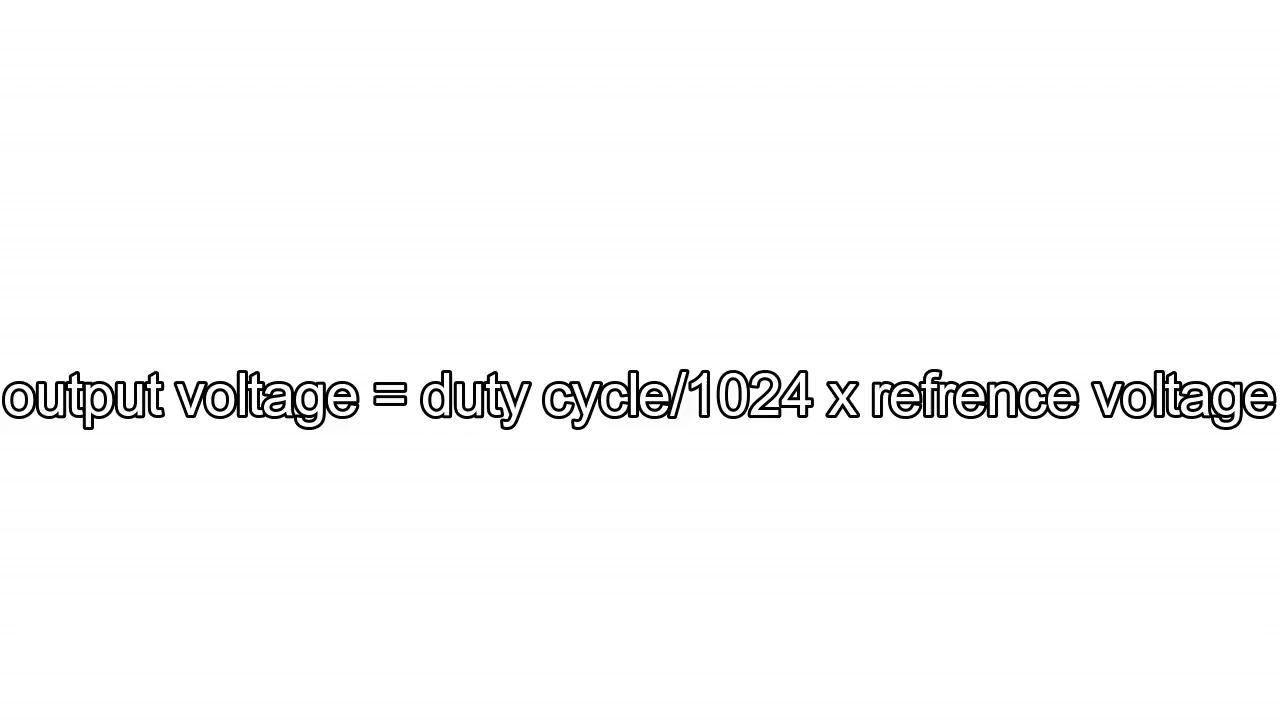 output voltage = duty cycle/1024 x refrence voltage